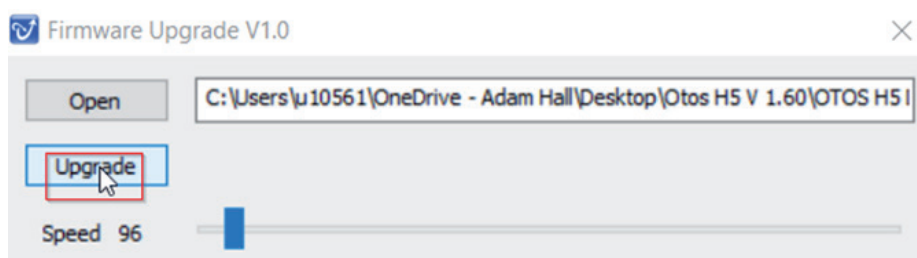 Firmware Upgrade V1.0
Open
C:\Users\u10561\OneDrive - Adam Hall\Desktop\Otos H5 V 1.60\OTOS H5 I
Upgrade
Speed 96